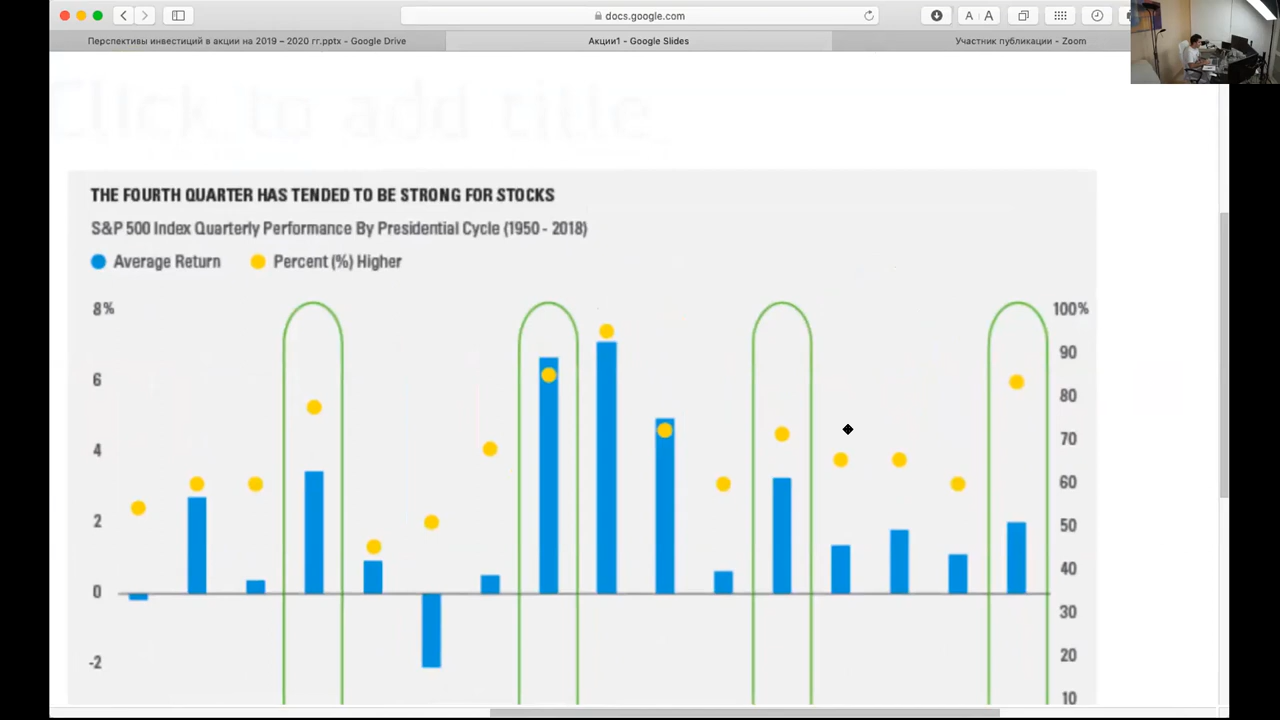 docs.google.com
A A
Перспективы инвестиций в акции на 2019 – 2020 гг.pptx - Google Drive
Акции1 - Google Slides
Участник публикации - Zoom
Click to add title
THE FOURTH QUARTER HAS TENDED TO BE STRONG FOR STOCKS
S&P 500 Index Quarterly Performance By Presidential Cycle (1950 - 2018)
Average Return Percent (%) Higher
8% 100%
90
6 80
4 70
60
2 50
40
0 30
-2 20
10